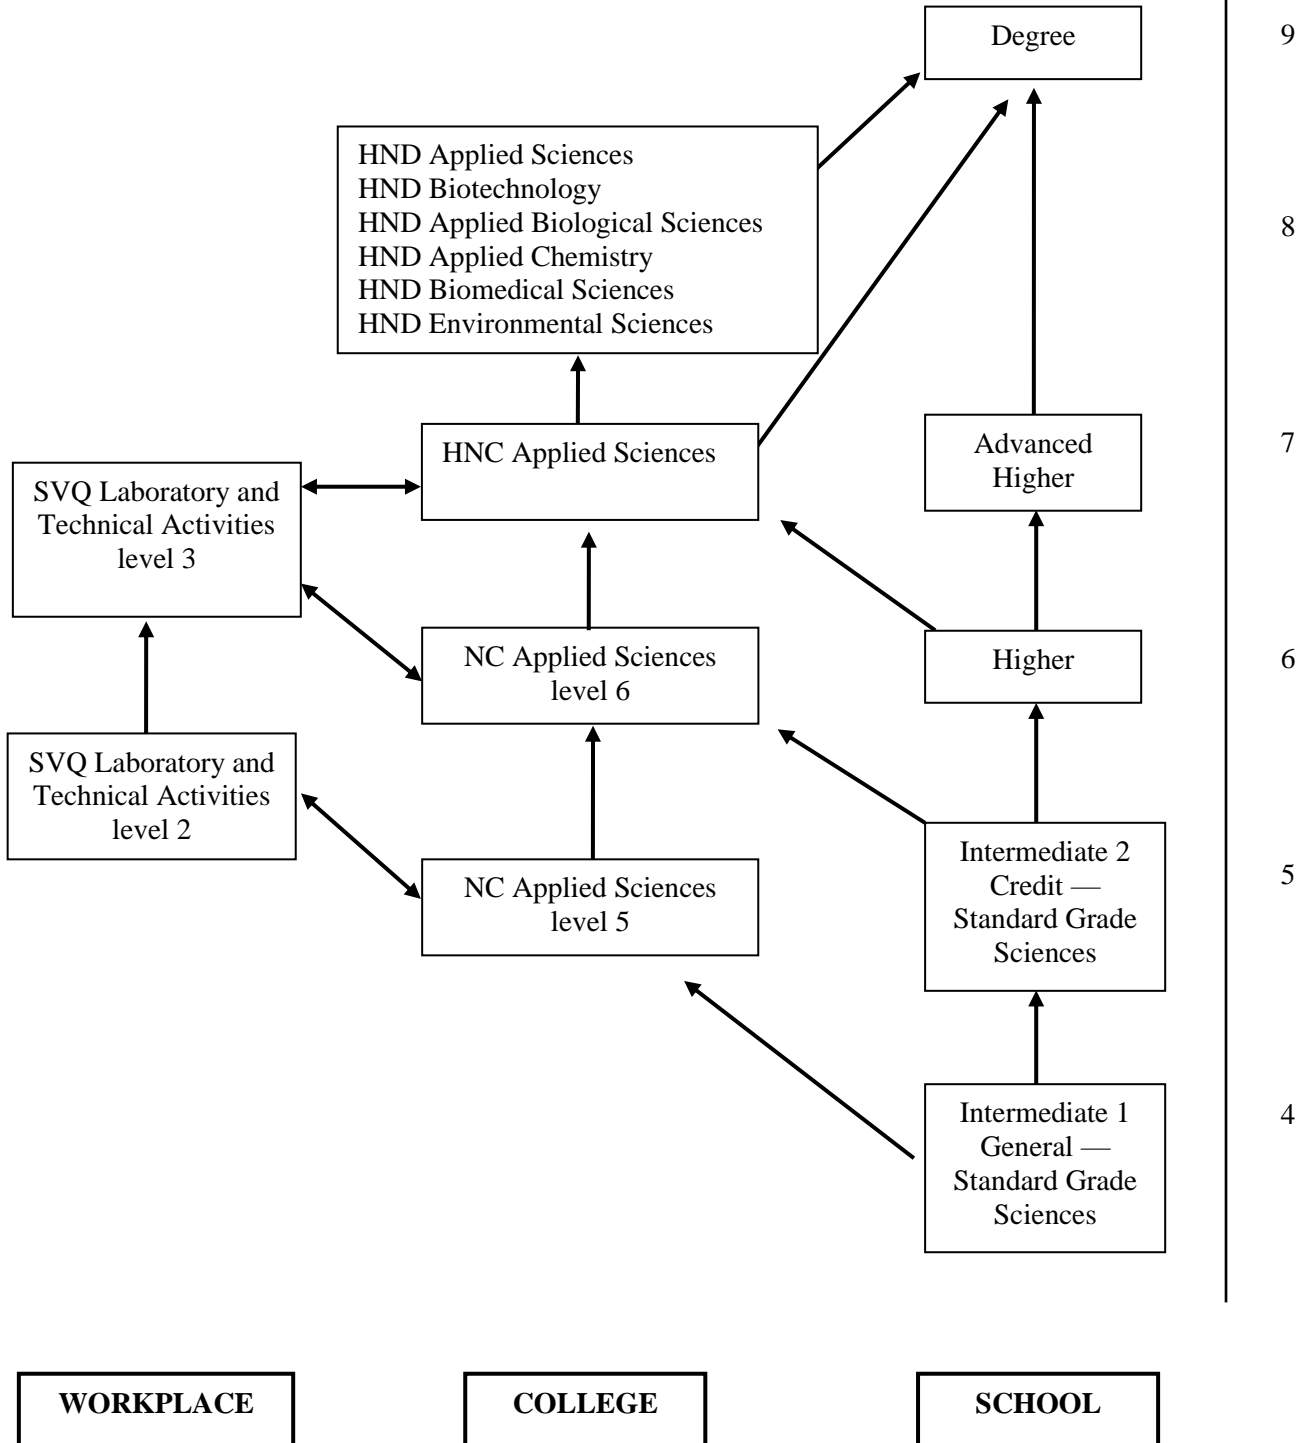 Degree
9
HND Applied Sciences
HND Biotechnology
HND Applied Biological Sciences
HND Applied Chemistry
HND Biomedical Sciences
HND Environmental Sciences
8
HNC Applied Sciences
Advanced
Higher
7
SVQ Laboratory and
Technical Activities
level 3
NC Applied Sciences
level 6
Higher
6
SVQ Laboratory and
Technical Activities
level 2
NC Applied Sciences
level 5
Intermediate 2
Credit —
Standard Grade
Sciences
5
Intermediate 1
General —
Standard Grade
Sciences
4
WORKPLACE
COLLEGE
SCHOOL